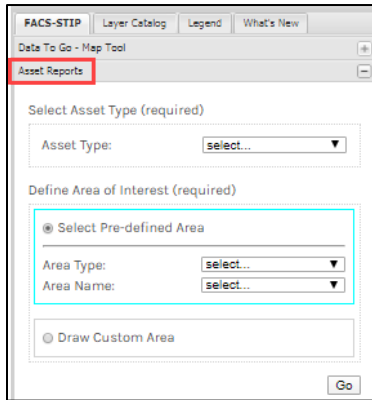 FACS-STIP Layer Catalog Legend What's New
Data To Go - Map Tool
Asset Reports
Select Asset Type (required)
Asset Type: select...
Define Area of Interest (required)
Select Pre-defined Area
Area Type: select...
Area Name: select...
Draw Custom Area
Go